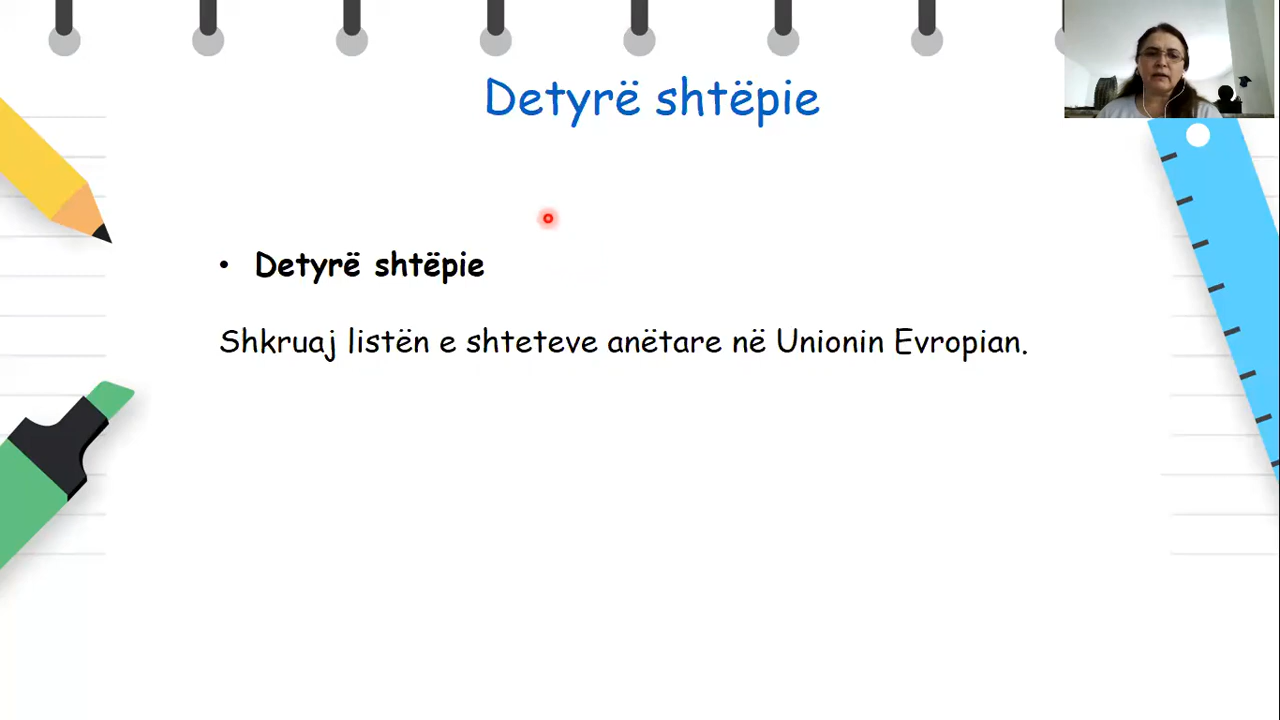 Detyrë shtëpie
• Detyrë shtëpie
Shkruaj listën e shteteve anëtare në Unionin Evropian.